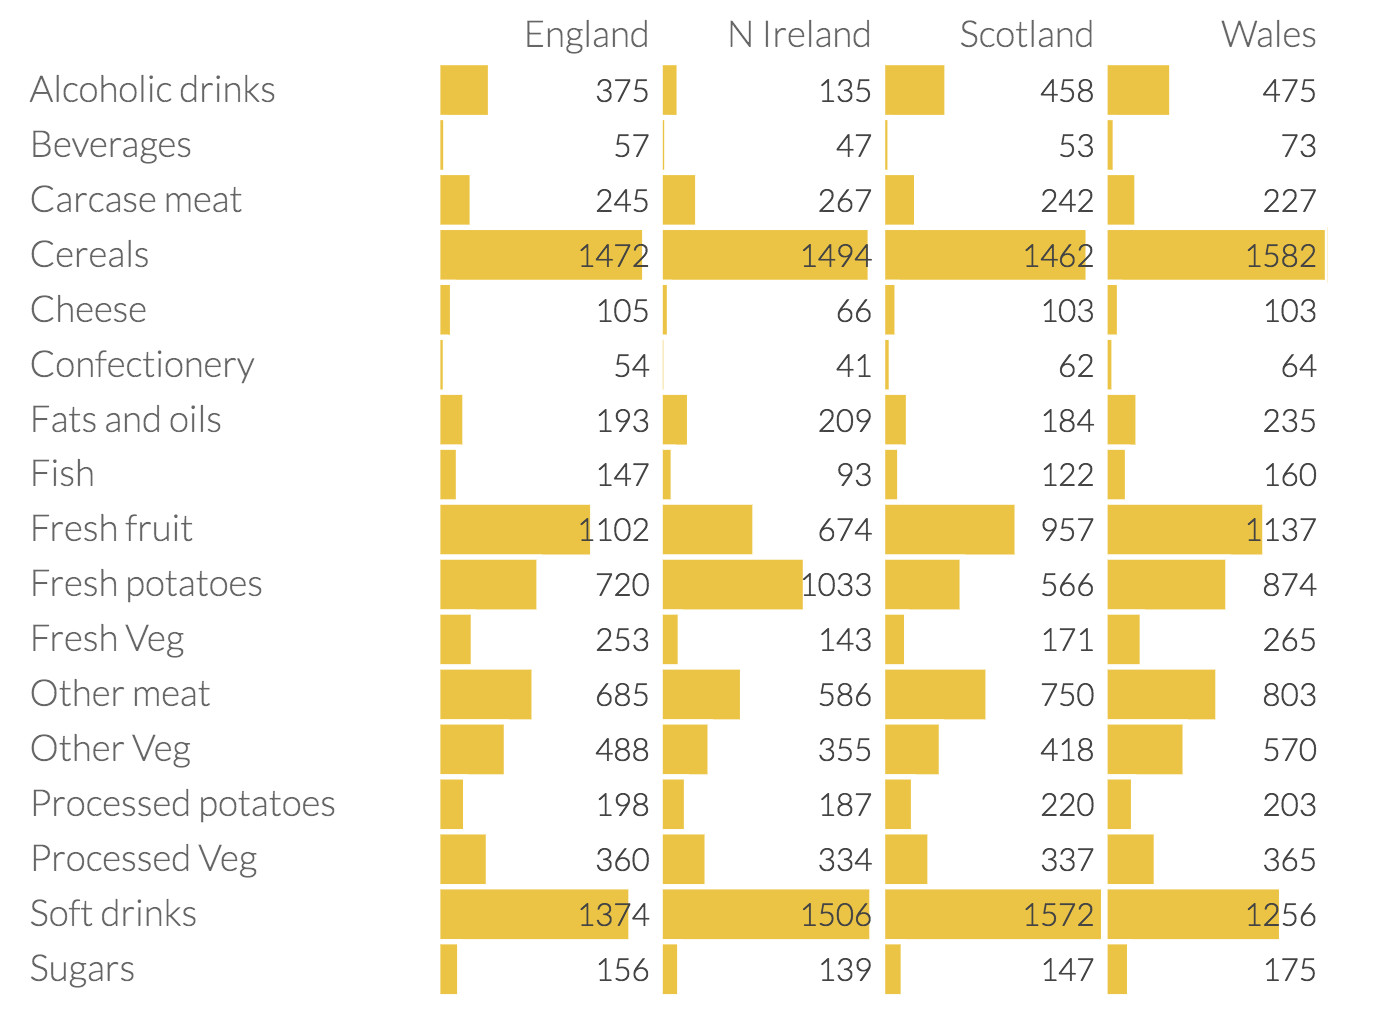 England N Ireland Scotland Wales
Alcoholic drinks 375 135 458 475
Beverages 57 47 53 73
Carcase meat 245 267 242 227
Cereals 1472 1494 1462 1582
Cheese 105 66 103 103
Confectionery 54 41 62 64
Fats and oils 193 209 184 235
Fish 147 93 122 160
Fresh fruit 1102 674 957 1137
Fresh potatoes 720 1033 566 874
Fresh Veg 253 143 171 265
Other meat 685 586 750 803
Other Veg 488 355 418 570
Processed potatoes 198 187 220 203
Processed Veg 360 334 337 365
Soft drinks 1374 1506 1572 1256
Sugars 156 139 147 175